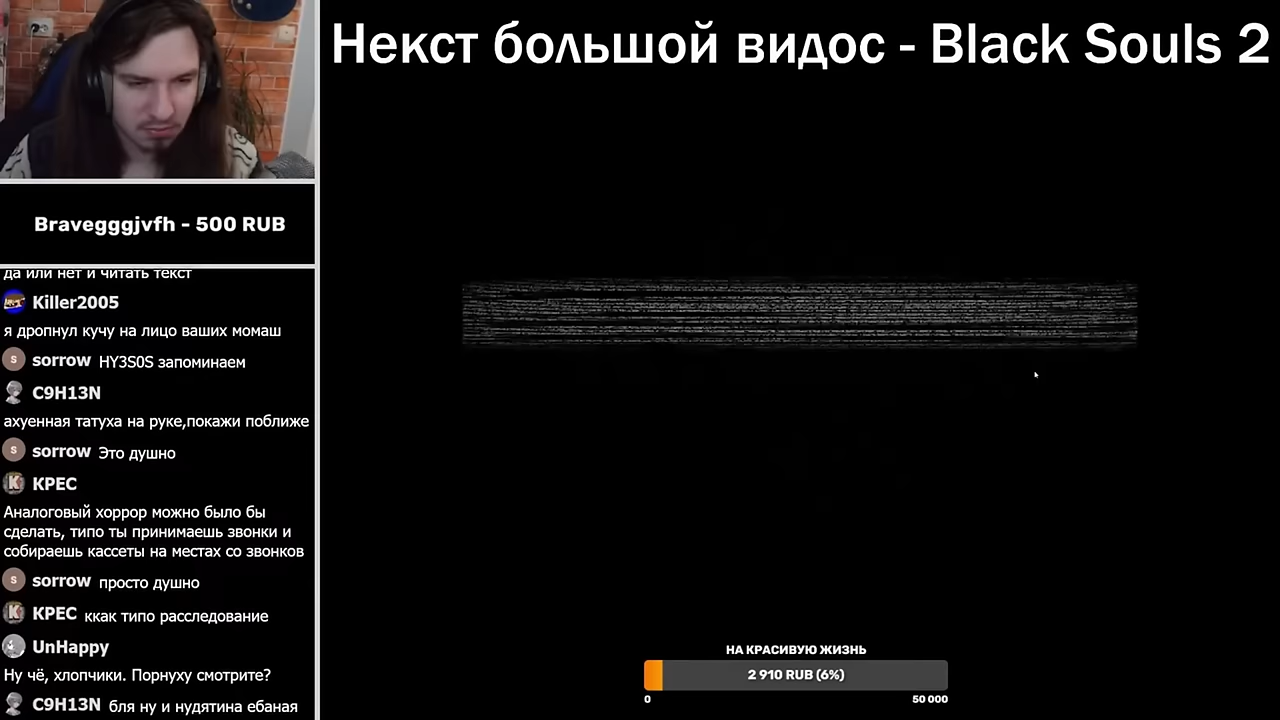 Некст большой видос - Black Souls 2
Bravegggjvfh - 500 RUB
да или нет и читать текст
Killer2005
я дропнул кучу на лицо ваших момаш
sorrow HY3S0S запоминаем
C9H13N
ахуенная татуха на руке,покажи поближе
sorrow Это душно
КРЕС
Аналоговый хоррор можно было бы
сделать, типо ты принимаешь звонки и
собираешь кассеты на местах со звонков
sorrow просто душно
КРЕС ккак типо расследование
UnHappy
Ну чё, хлопчики. Порнуху смотрите?
C9H13N бля ну и нудятина ебаная
НА КРАСИВУЮ ЖИЗНЬ
2 910 RUB (6%)
0 50 000